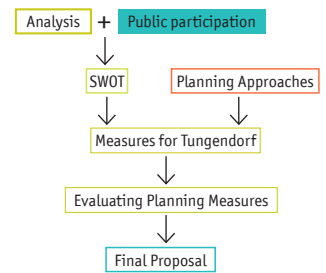 Analysis + Public participation
SWOT
Planning Approaches
Measures for Tungendorf
Evaluating Planning Measures
Final Proposal